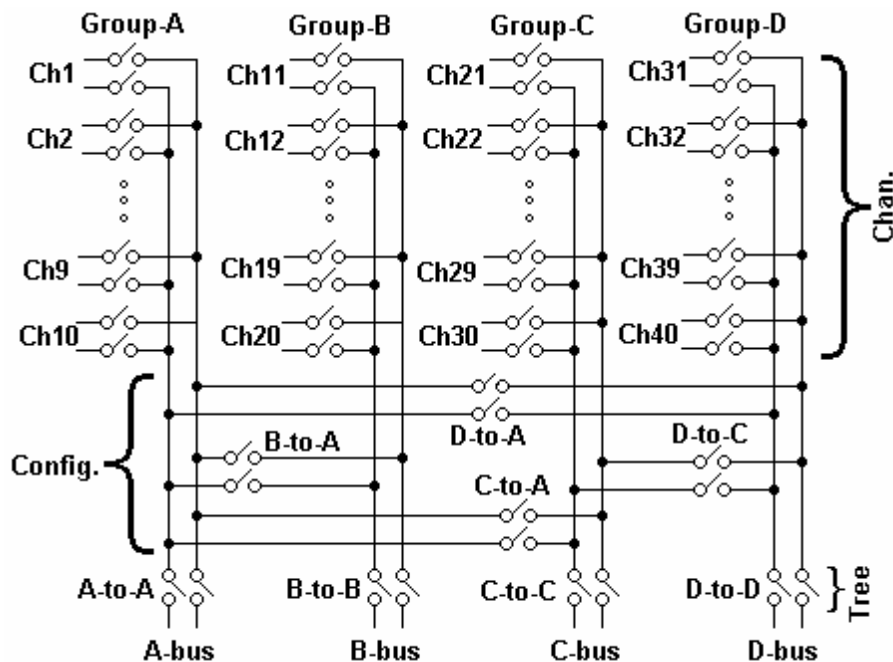 Group-A Group-B Group-C Group-D
Ch1 Ch11 Ch21 Ch31
Ch2 Ch12 Ch22 Ch32
Ch9 Ch19 Ch29 Ch39
Ch10 Ch20 Ch30 Ch40
Chan.
B-to-A D-to-A D-to-C
Config.
C-to-A
A-to-A B-to-B C-to-C D-to-D
Tree
A-bus B-bus C-bus D-bus